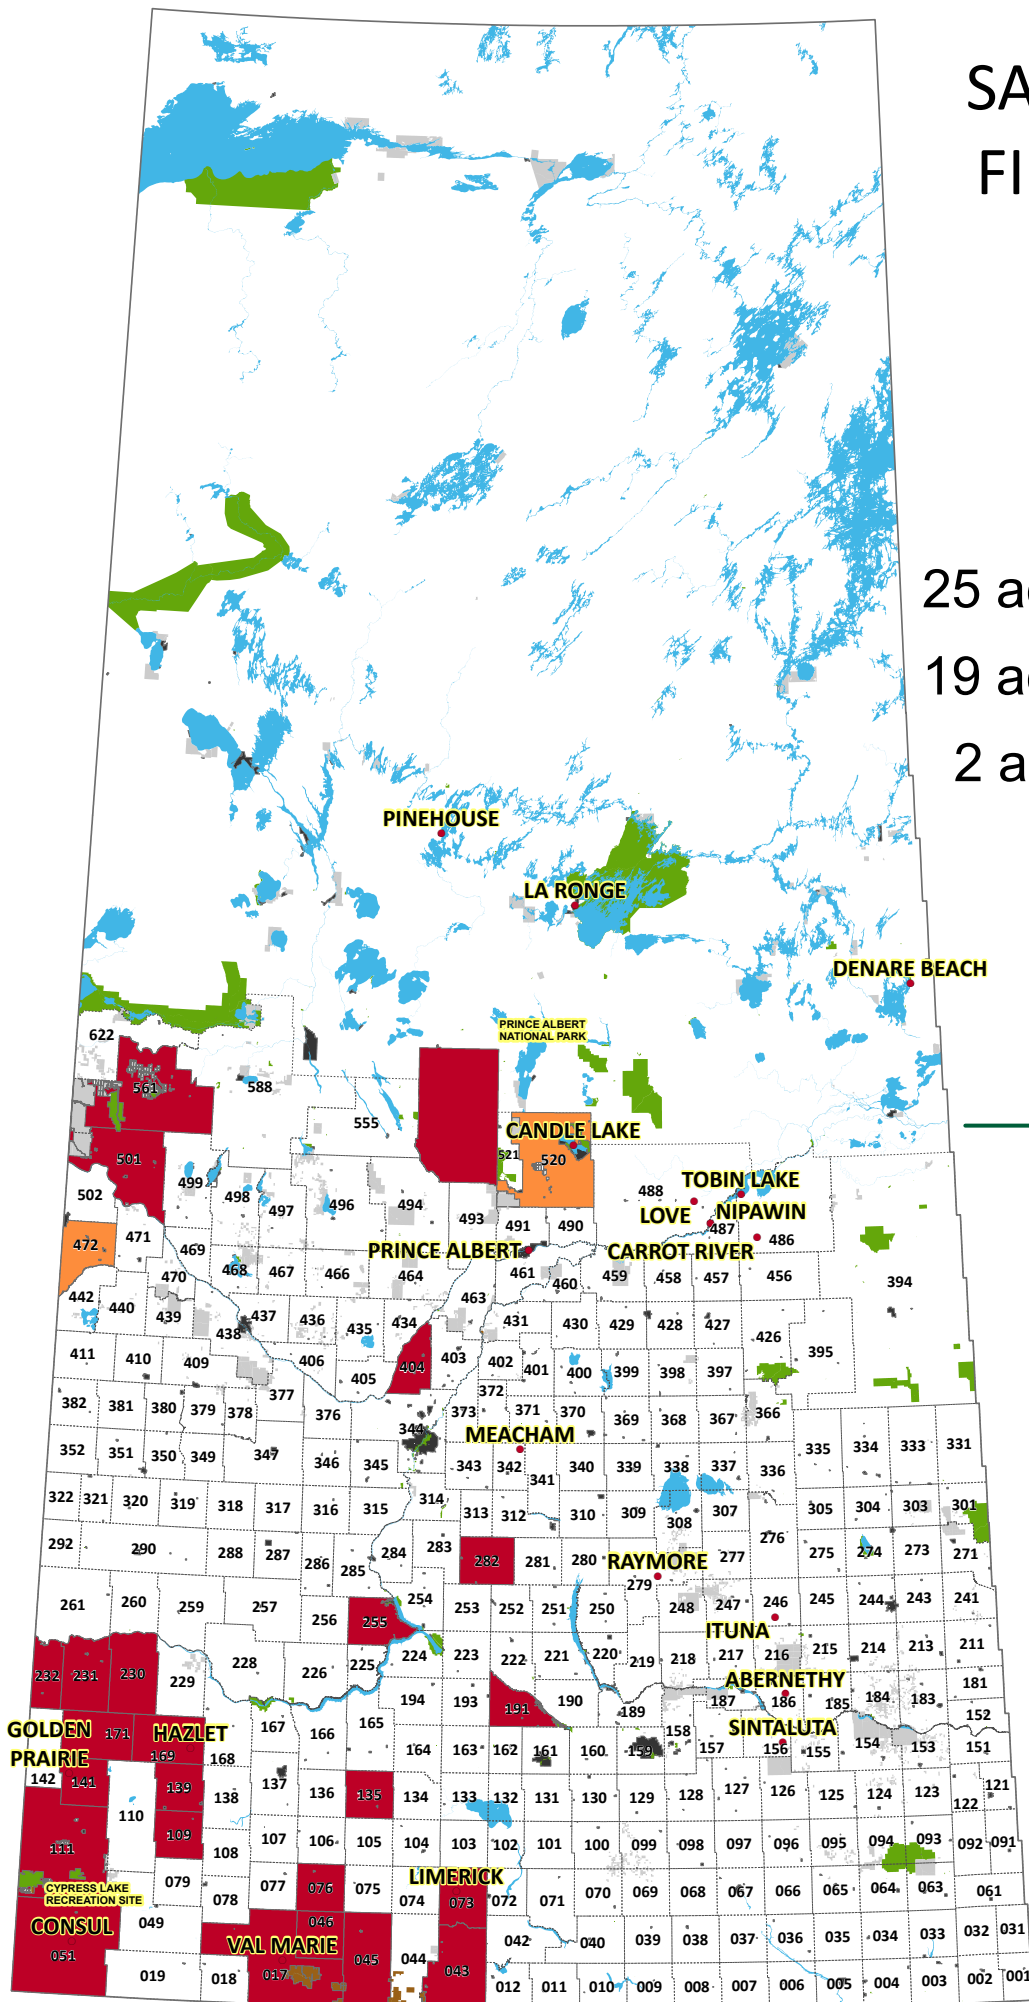 SA
FI
25 a
19 a
2 a
PINEHOUSE
LA RONGE
DENARE BEACH
PRINCE ALBERT
NATIONAL PARK
622
561
588
555
CANDLE LAKE
521 520
501
502 499 498 497 496 494 493 491 490 488
TOBIN LAKE
LOVE NIPAWIN
487
486
472 471 469
PRINCE ALBERT
CARROT RIVER
470 468 467 466 464 461 460 459 458 457 456 394
442 440 439 438 437 436 435 434 463 431 430 429 428 427 426 395
411 410 409 406 405 404 403 402 401 400 399 398 397
382 381 380 379 378 377 376 344 373 372 371 370 369 368 367 366
MEACHAM
352 351 350 349 347 346 345 343 342 341 340 339 338 337 336 335 334 333 331
322 321 320 319 318 317 316 315 314 313 312 310 309 308 307 305 304 303 301
292 290 288 287 286 285 284 283 282 281 280 279 277 276 275 274 273 271
RAYMORE
261 260 259 257 256 255 254 253 252 251 250 248 247 246 245 244 243 241
ITUNA
232 231 230 229 228 226 225 224 223 222 221 220 219 218 217 216 215 214 213 211
ABERNETHY
194 193 191 190 189 187 186 185 184 183 181
GOLDEN
PRAIRIE
HAZLET
SINTALUTA
171 169 168 167 166 165 164 163 162 161 160 159 158 157 156 155 154 153 152 151
142 141 139 138 137 136 135 134 133 132 131 130 129 128 127 126 125 124 123 122 121
111 110 109 108 107 106 105 104 103 102 101 100 099 098 097 096 095 094 093 092 091
CYPRESS LAKE
RECREATION SITE
LIMERICK
079 078 077 076 075 074 073 072 071 070 069 068 067 066 065 064 063 061
CONSUL
VAL MARIE
051 049 046 045 044 043 042 040 039 038 037 036 035 034 033 032 031
019 018 017 012 011 010 009 008 007 006 005 004 003 002 001